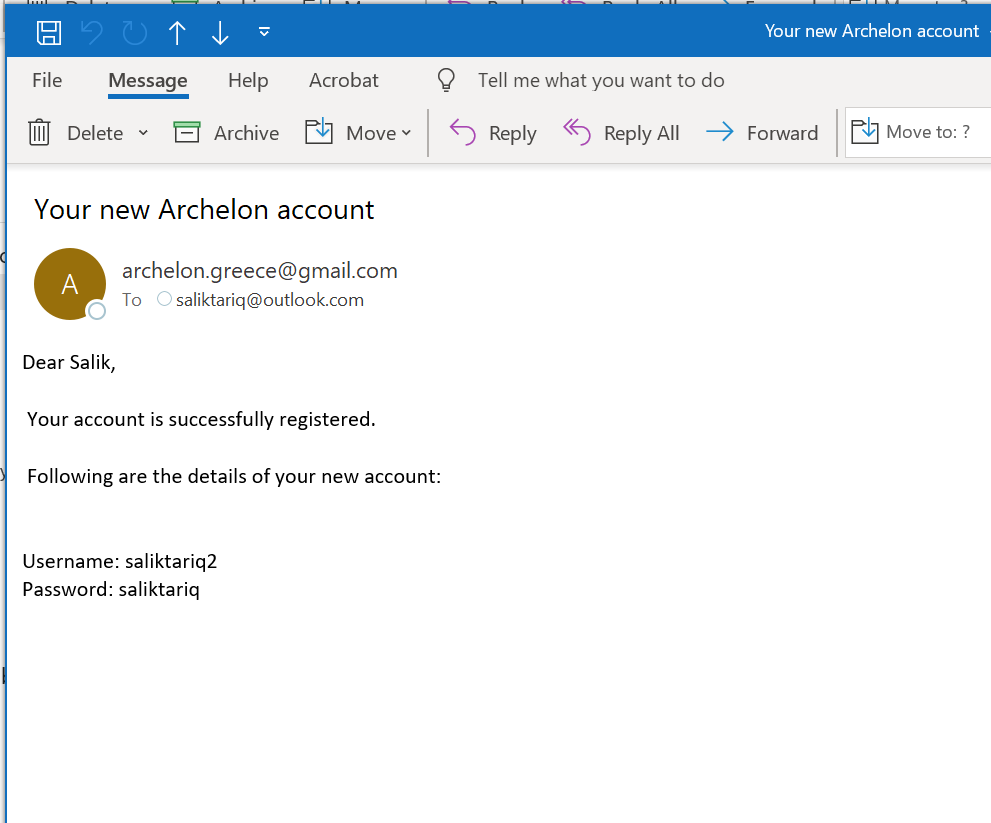 Your new Archelon account
File Message Help Acrobat Tell me what you want to do
Delete Archive Move Reply Reply All Forward Move to: ?
Your new Archelon account
A
archelon.greece@gmail.com
To saliktariq@outlook.com
Dear Salik,
Your account is successfully registered.
Following are the details of your new account:
Username: saliktariq2
Password: saliktariq